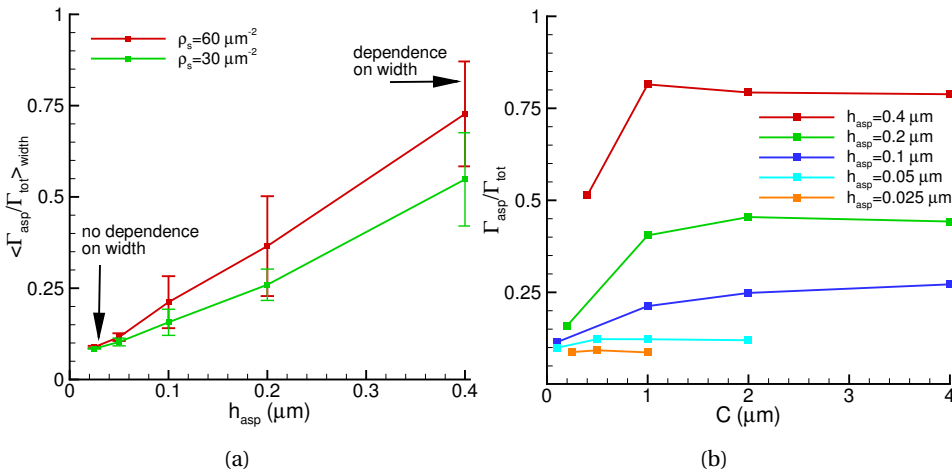 1
0.75
0.5
0.25
0
<Γasp/Γtot>width
ρs=60 μm-2
ρs=30 μm-2
dependence
on width
no dependence
on width
0 0.1 0.2 0.3 0.4
hasp (μm)
(a)
1
0.75
0.5
0.25
Γasp/Γtot
hasp=0.4 μm
hasp=0.2 μm
hasp=0.1 μm
hasp=0.05 μm
hasp=0.025 μm
0 1 2 3 4
C (μm)
(b)